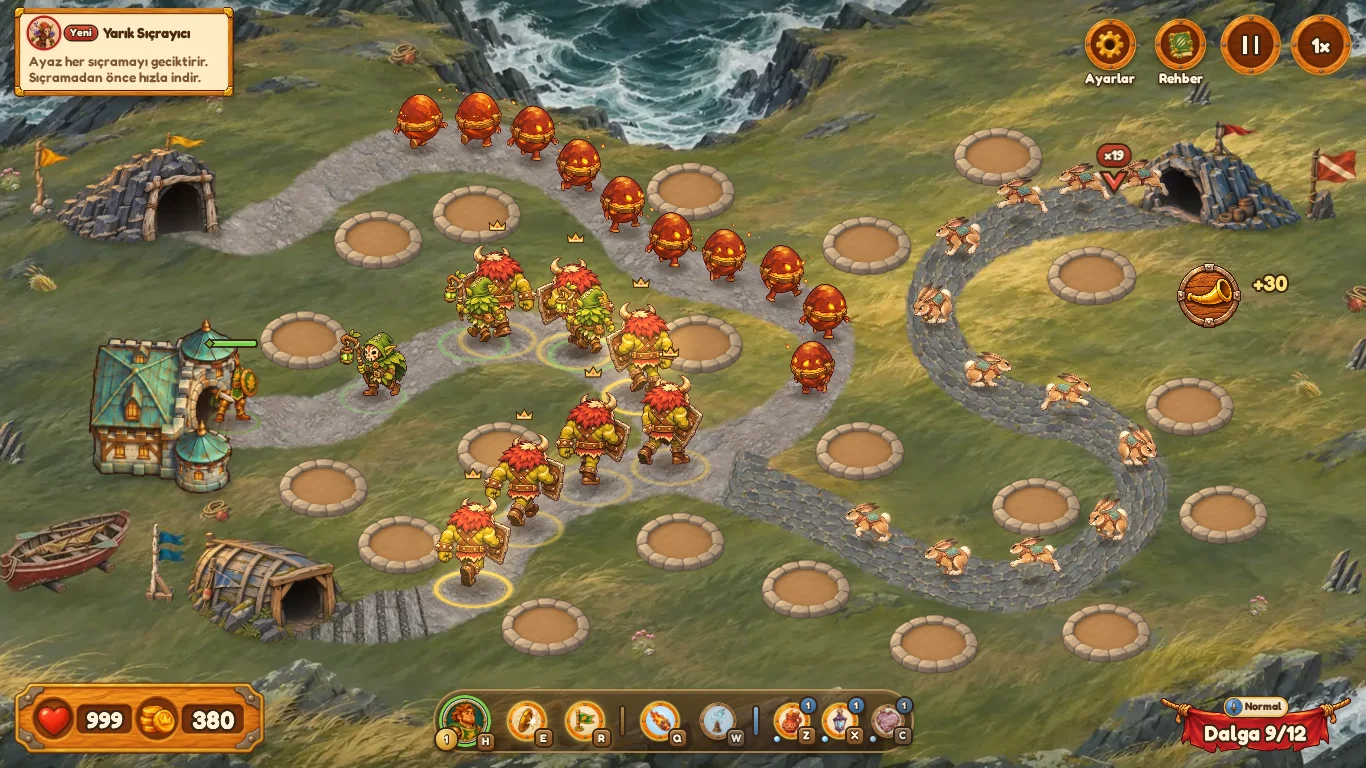 Yeni Yarık Sıçrayıcı
Ayaz her sıçramayı geciktirir.
Sıçramadan önce hızla indir.
1x
Ayarlar
Rehber
x19
+30
999
380
1
H
E
R
Q
W
1
Z
1
X
1
C
Normal
Dalga 9/12